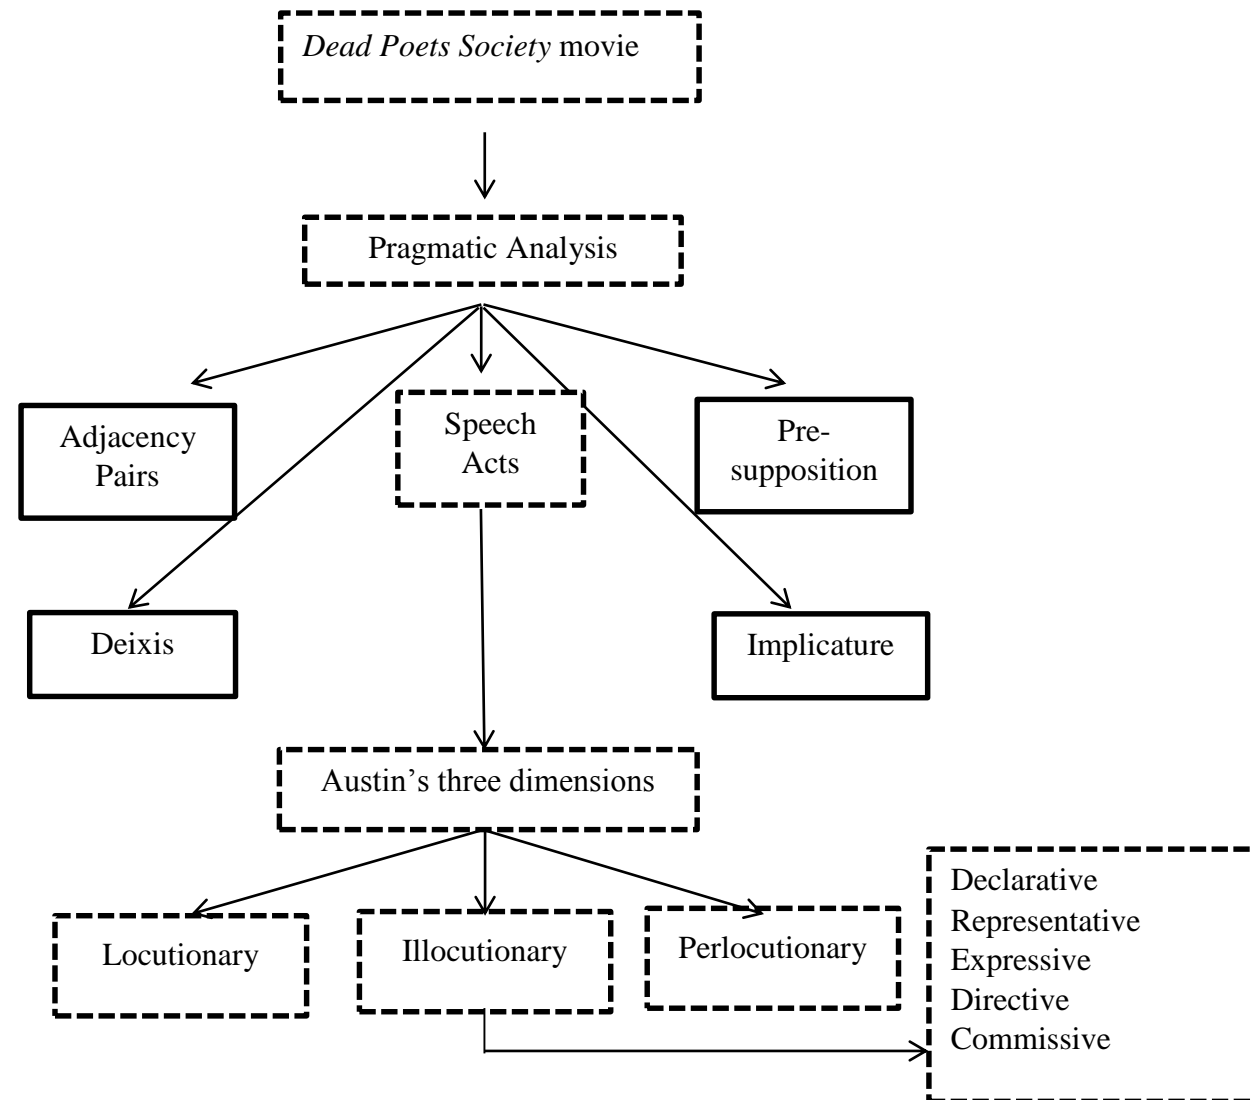 Dead Poets Society movie
Pragmatic Analysis
Adjacency
Pairs
Speech
Acts
Pre-
supposition
Deixis
Implicature
Austin’s three dimensions
Locutionary
Illocutionary
Perlocutionary
Declarative
Representative
Expressive
Directive
Commissive